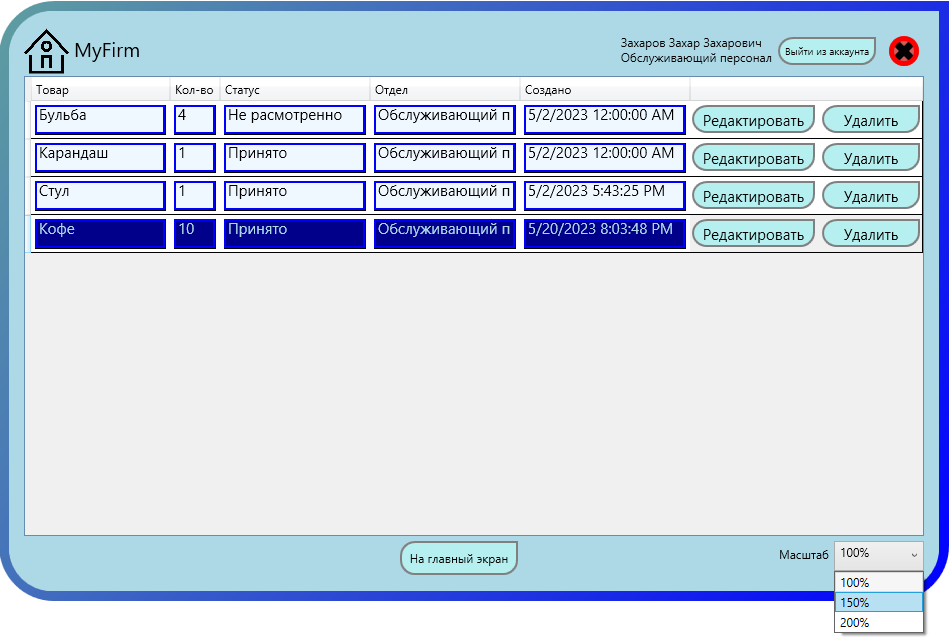 MyFirm
Захаров Захар Захарович
Обслуживающий персонал
Выйти из аккаунта
Товар Кол-во Статус Отдел Создано
Бульба 4 Не расмотренно Обслуживающий п 5/2/2023 12:00:00 AM Редактировать Удалить
Карандаш 1 Принято Обслуживающий п 5/2/2023 12:00:00 AM Редактировать Удалить
Стул 1 Принято Обслуживающий п 5/2/2023 5:43:25 PM Редактировать Удалить
Кофе 10 Принято Обслуживающий п 5/20/2023 8:03:48 PM Редактировать Удалить
На главный экран
Масштаб 100%
100%
150%
200%